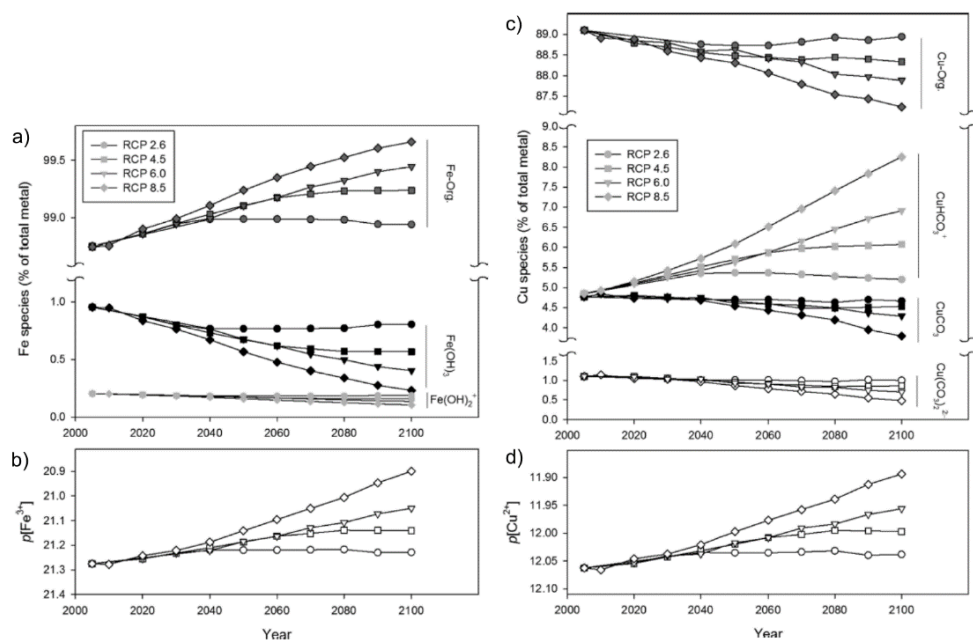 a)
RCP 2.6
RCP 4.5
RCP 6.0
RCP 8.5
Fe species (% of total metal)
99.5
99.0
1.0
0.5
0.0
Fe-Org.
Fe(OH)₃
Fe(OH)₂⁺
2000 2020 2040 2060 2080 2100
b)
p[Fe³⁺]
20.9
21.0
21.1
21.2
21.3
21.4
2000 2020 2040 2060 2080 2100
Year
c)
Cu species (% of total metal)
89.0
88.5
88.0
87.5
9.0
8.0
7.5
7.0
6.5
6.0
5.5
5.0
4.5
4.0
1.5
1.0
0.5
0.0
RCP 2.6
RCP 4.5
RCP 6.0
RCP 8.5
Cu-Org.
CuHCO₃⁺
CuCO₃
Cu(CO₃)₂²⁻
2000 2020 2040 2060 2080 2100
d)
p[Cu²⁺]
11.90
11.95
12.00
12.05
12.10
2000 2020 2040 2060 2080 2100
Year